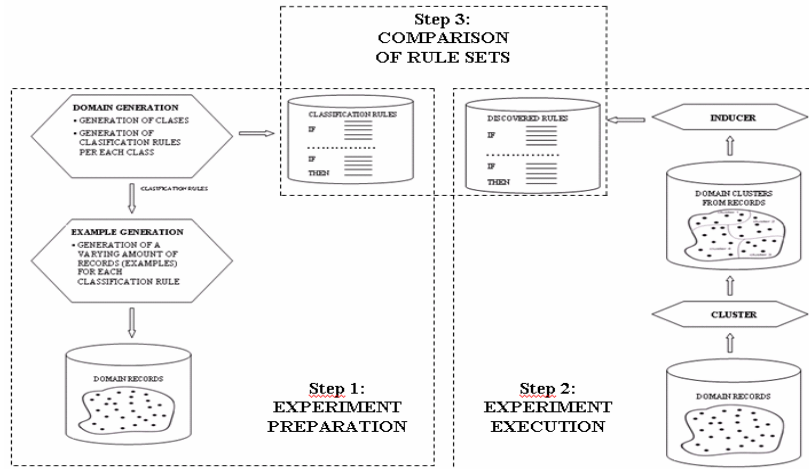 Step 3:
COMPARISON
OF RULE SETS
DOMAIN GENERATION
• GENERATION OF CLASES
• GENERATION OF
CLASIFICATION RULES
PER EACH CLASS
CLASSIFICATION RULES
IF
IF
THEN
CLASIFICATION RULES
EXAMPLE GENERATION
• GENERATION OF A
VARYING AMOUNT OF
RECORDS (EXAMPLES)
FOR EACH
CLASSIFICATION RULE
DOMAIN RECORDS
Step 1:
EXPERIMENT
PREPARATION
DISCOVERED RULES
IF
IF
THEN
INDUCER
DOMAIN CLUSTERS
FROM RECORDS
CLUSTER
DOMAIN RECORDS
Step 2:
EXPERIMENT
EXECUTION